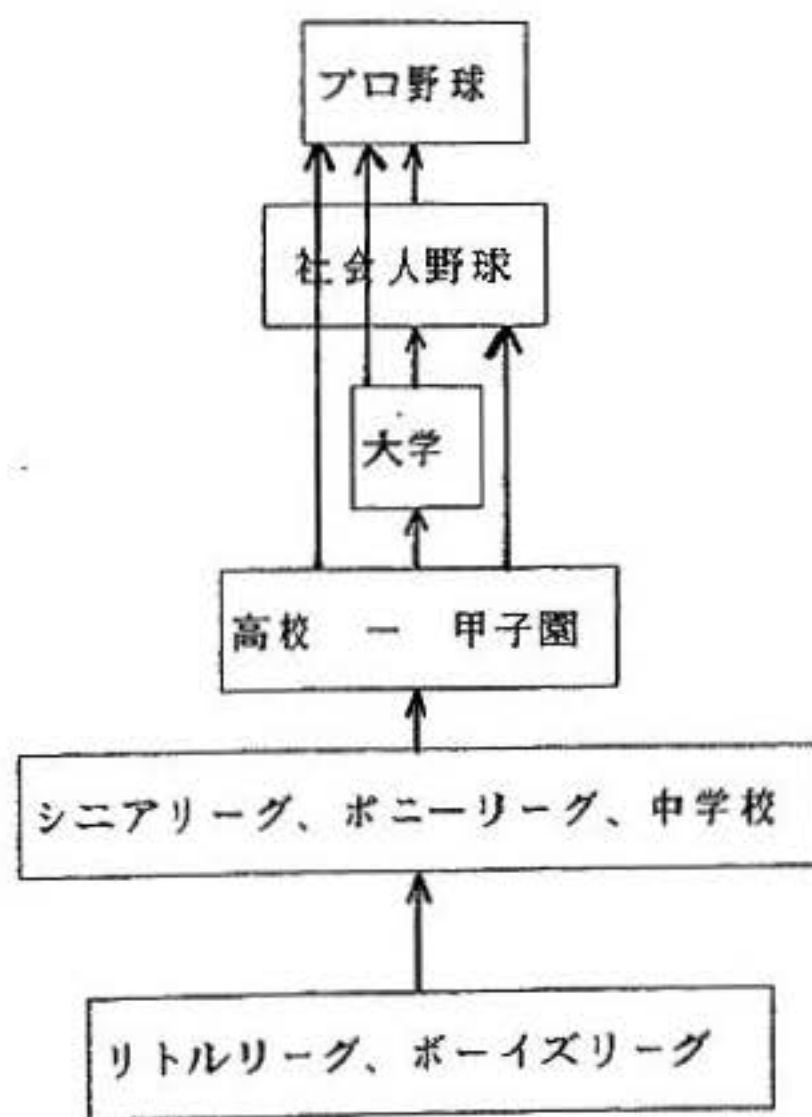 プロ野球
社会人野球
大学
高校 ー 甲子園
シニアリーグ、ポニーリーグ、中学校
リトルリーグ、ボーイズリーグ